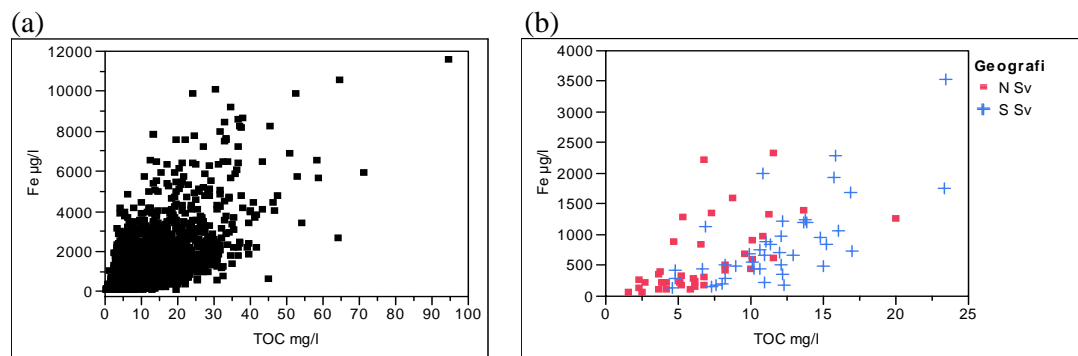 (a)
(b)
12000
10000
8000
6000
4000
2000
0
Fe µg/l
0 10 20 30 40 50 60 70 80 90 100
TOC mg/l
4000
3500
3000
2500
2000
1500
1000
500
0
Fe µg/l
0 5 10 15 20 25
TOC mg/l
Geografi
N Sv
S Sv